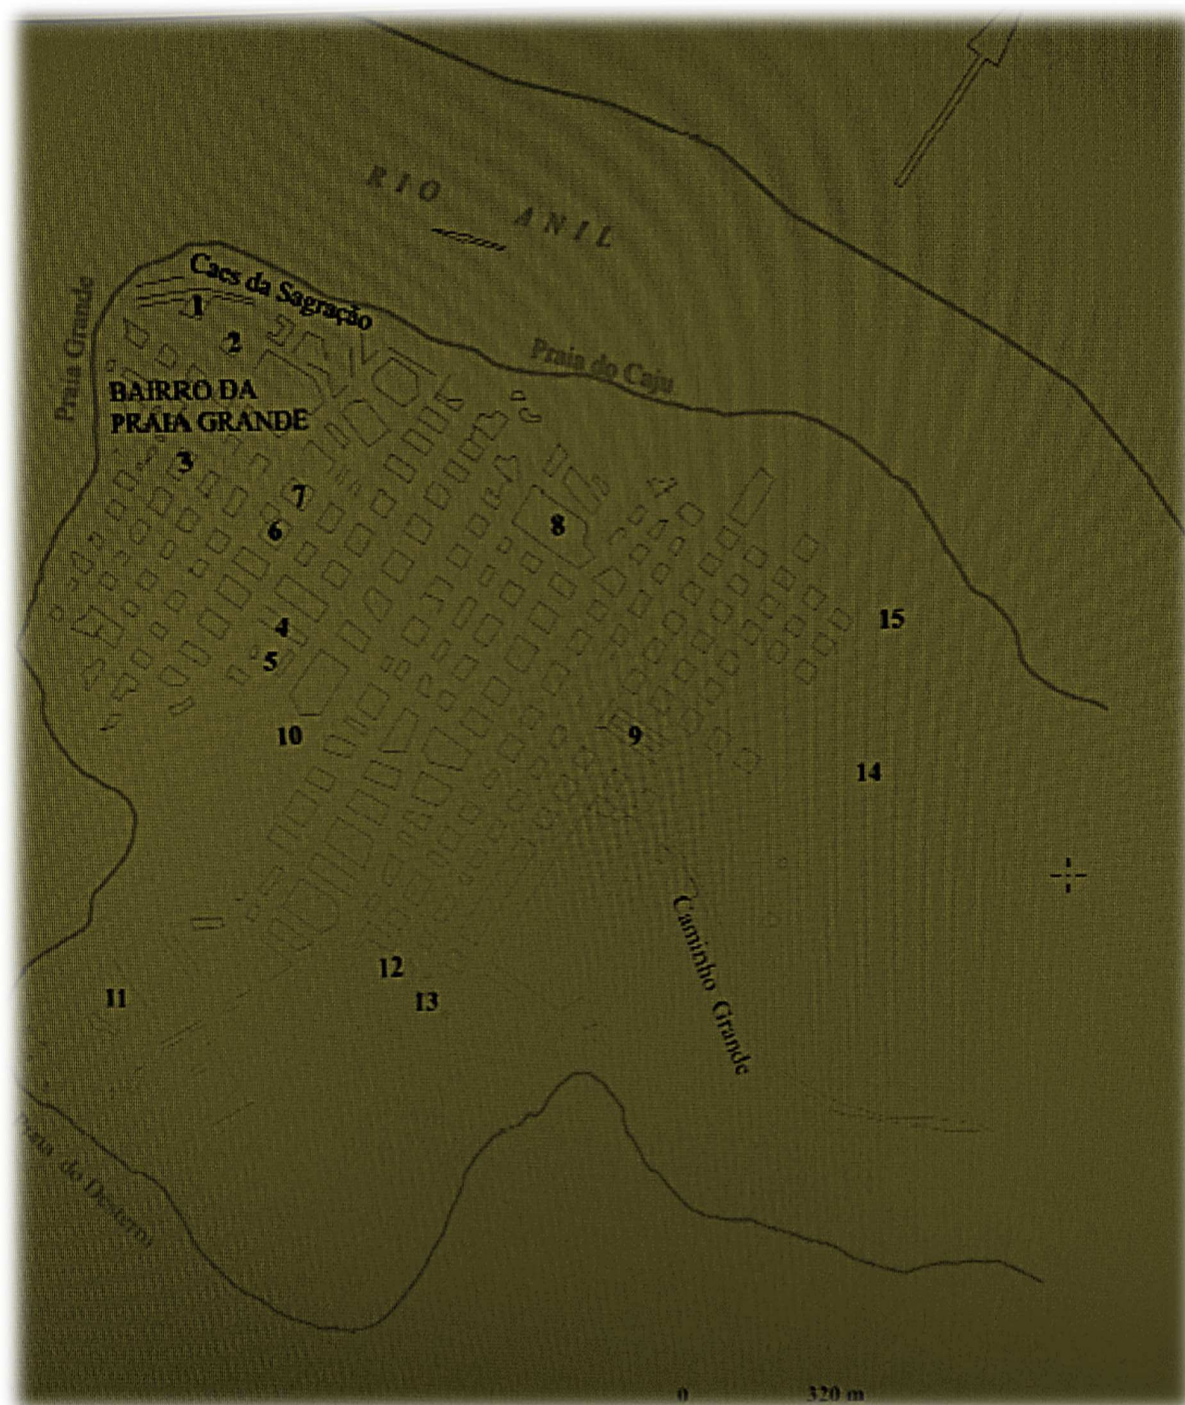 RIO ANIL
Caes da Sagração
Praia Grande
1
2
Praia do Caju
BAIRRO DA
PRAIA GRANDE
3
7
6
8
4
5
15
10
9
14
Caminho Grande
12
11
13
Praia do Desterro
0 320 m